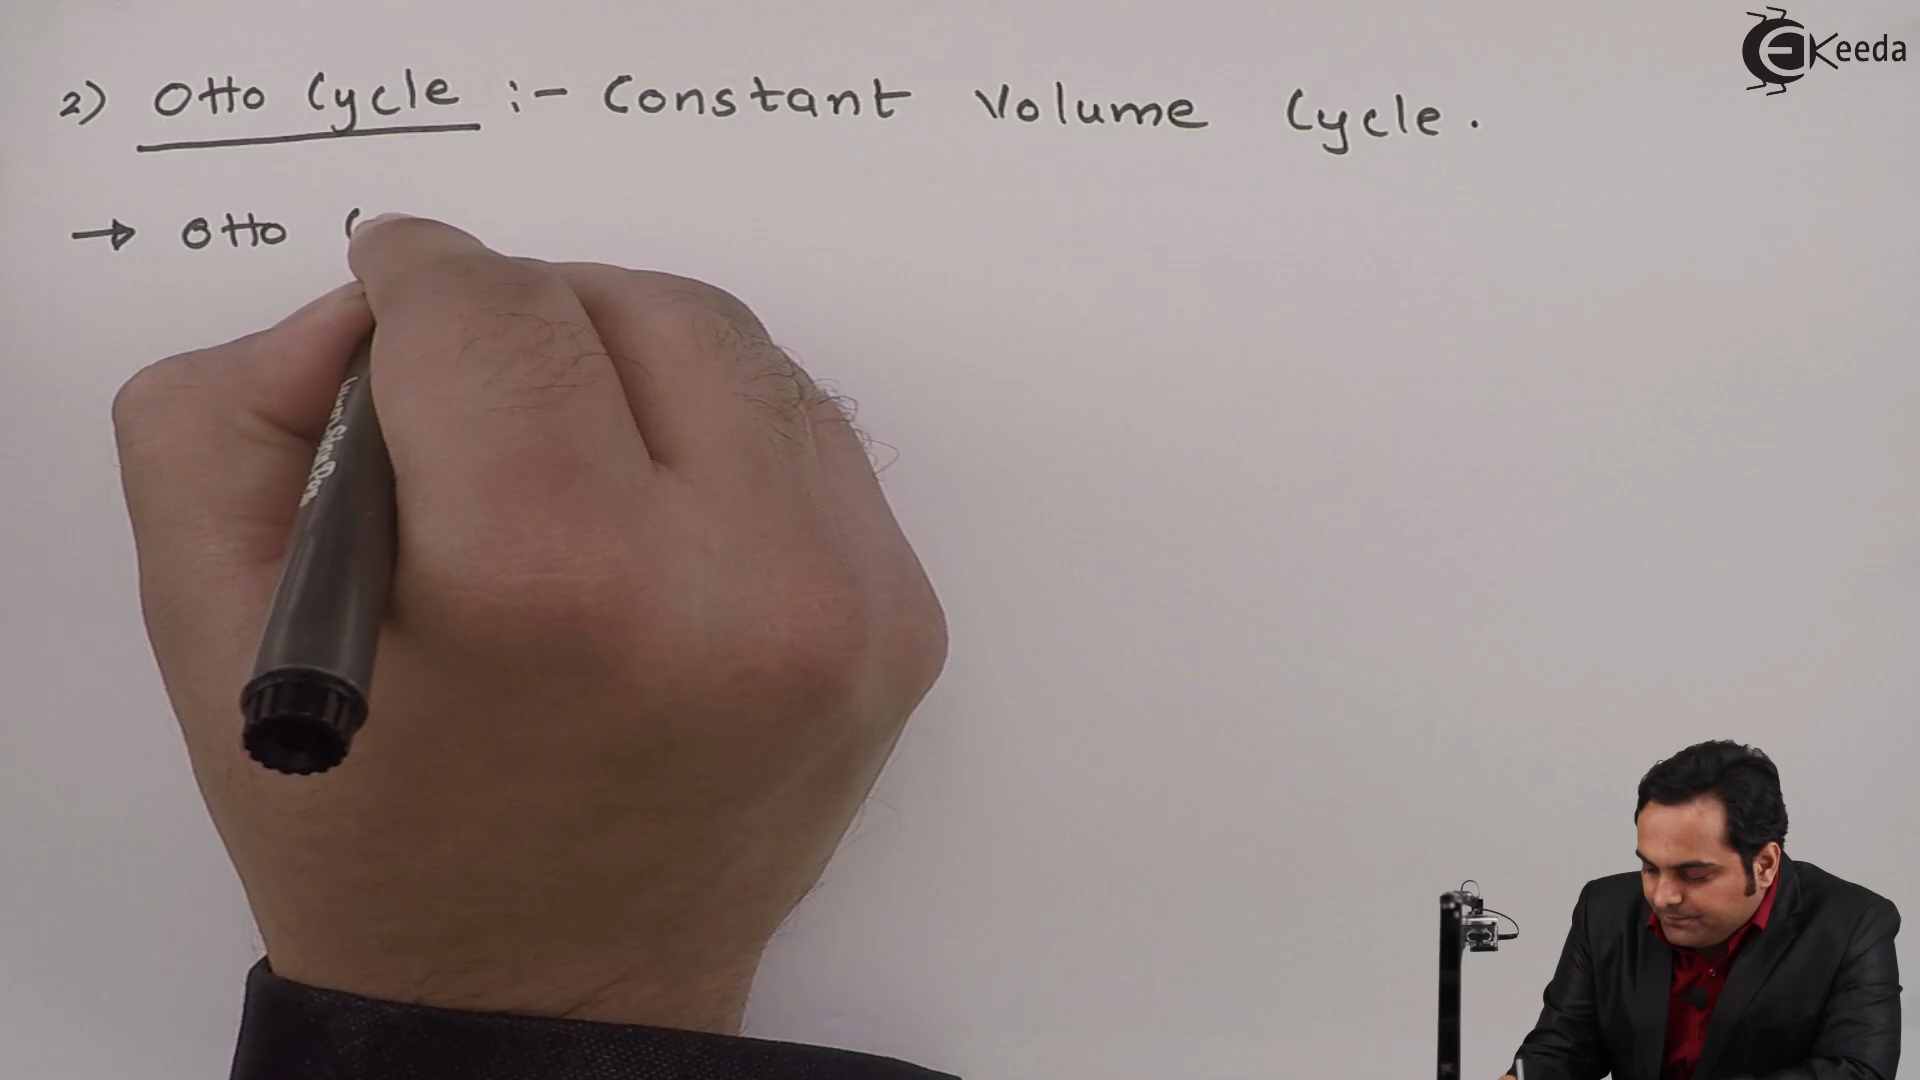 Keeda
2) Otto Cycle :- Constant Volume Cycle.
→ Otto C